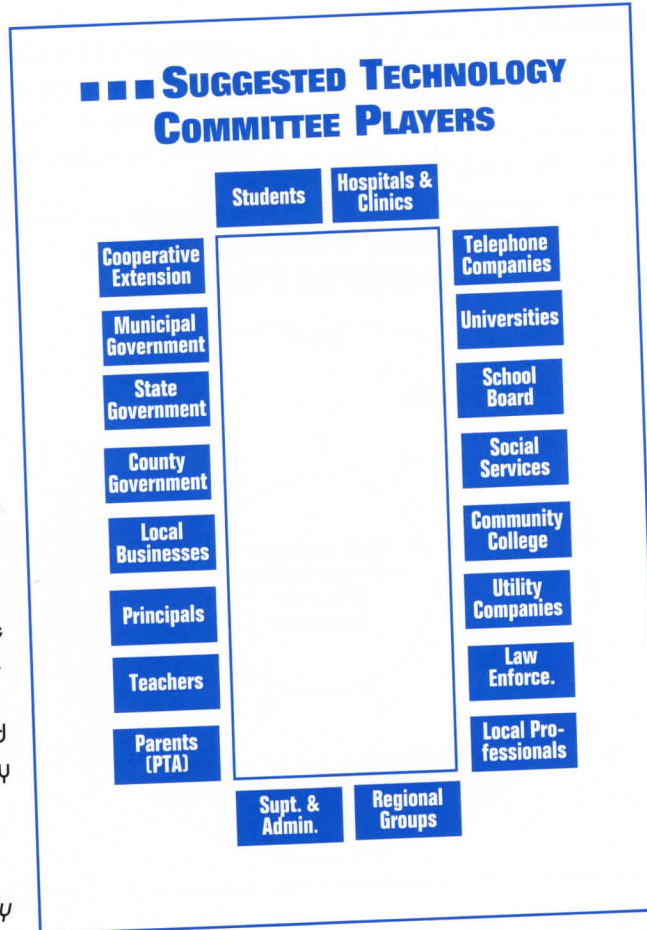 SUGGESTED TECHNOLOGY
COMMITTEE PLAYERS
Students
Hospitals &
Clinics
Cooperative
Extension
Municipal
Government
State
Government
County
Government
Local
Businesses
Principals
Teachers
Parents
(PTA)
Telephone
Companies
Universities
School
Board
Social
Services
Community
College
Utility
Companies
Law
Enforce.
Local Pro-
fessionals
Supt. &
Admin.
Regional
Groups